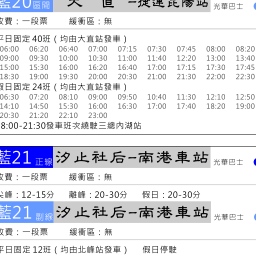 藍20區間 大直--捷運昆陽站 光華巴士
收費：一段票 緩衝區：無
平日固定40班（均由大直站發車）
06:00 06:20 06:40 07:00 07:15 07:30 07:45 08:00 08:20
09:00 09:30 10:00 10:30 11:00 11:40 12:20 13:00 13:40
15:00 15:30 16:00 16:20 16:40 17:00 17:15 17:30 17:45
18:30 19:00 19:30 20:00 20:30 21:00 21:30 22:00 22:30
假日固定24班（均由大直站發車）
06:30 07:20 08:10 09:00 09:50 10:40 11:30 12:10 12:50
14:10 14:50 15:30 16:00 16:30 17:00 17:40 18:20 19:00
20:30 21:20 22:10 23:00
8:00-21:30發車班次繞駛三總內湖站
藍21正線 汐止社后--南港車站 光華巴士
收費：一段票 緩衝區：無
尖峰：12-15分 離峰：20-30分 假日：20-30分
藍21副線 汐止社后--南港車站 光華巴士
收費：一段票 緩衝區：無
平日固定12班（均由北峰站發車） 假日停駛